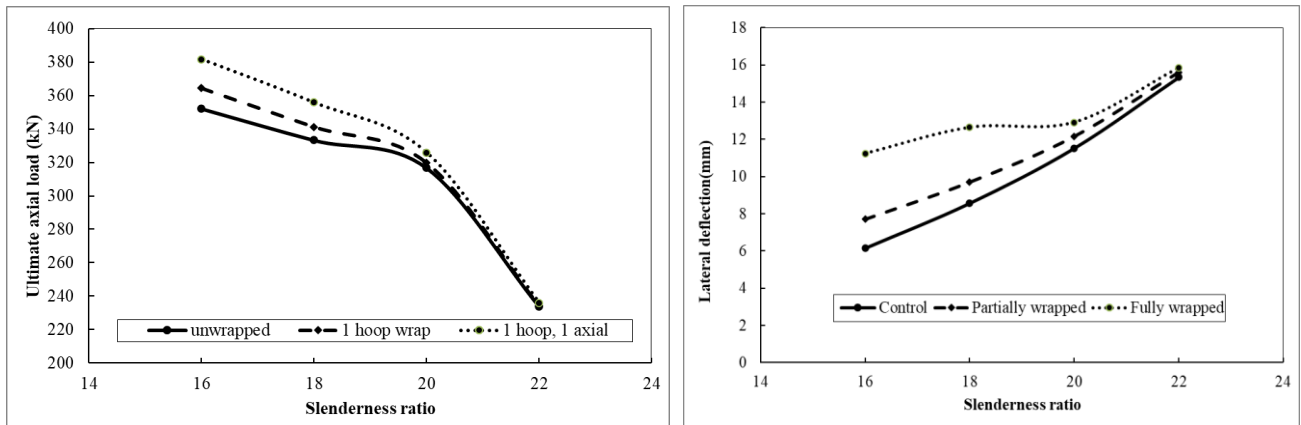 400
380
360
340
320
300
280
260
240
220
200
Ultimate axial load (kN)
unwrapped 1 hoop wrap 1 hoop, 1 axial
14 16 18 20 22 24
Slenderness ratio
18
16
14
12
10
8
6
4
2
0
Lateral deflection(mm)
Control Partially wrapped Fully wrapped
14 16 18 20 22 24
Slenderness ratio